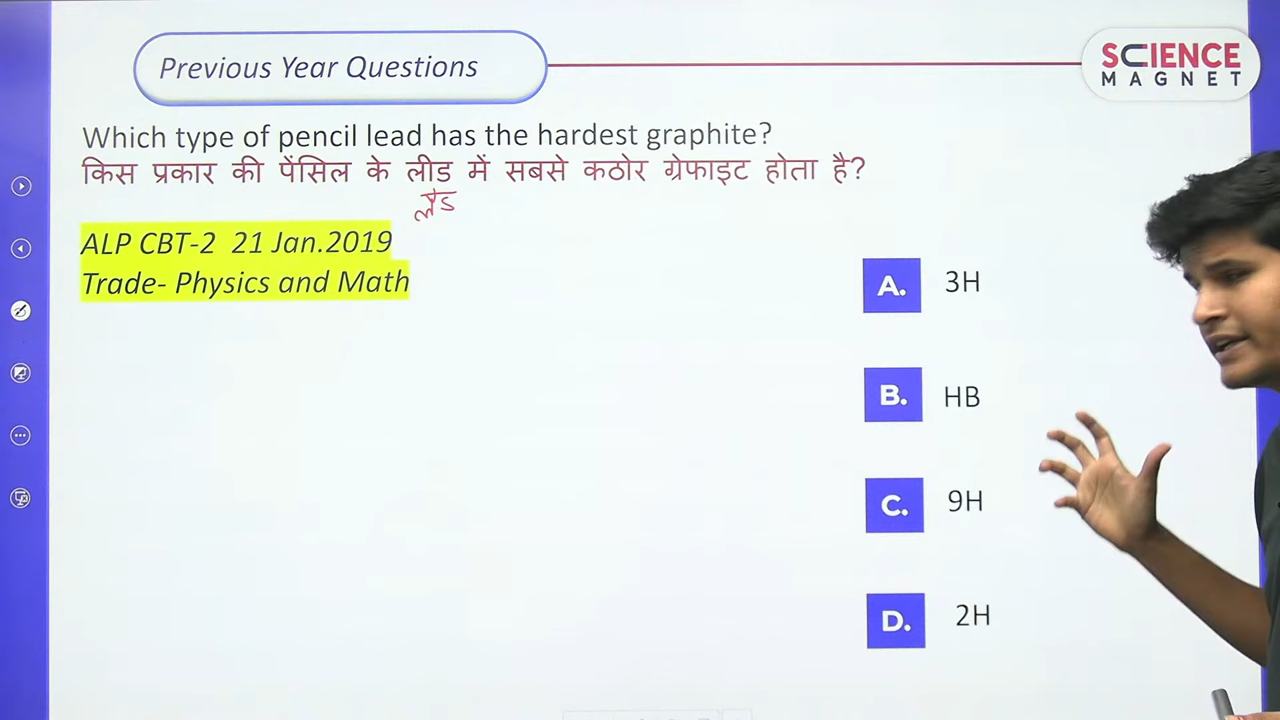 Previous Year Questions
SCIENCE
MAGNET
Which type of pencil lead has the hardest graphite?
किस प्रकार की पेंसिल के लीड में सबसे कठोर ग्रेफाइट होता है?
लैड
ALP CBT-2 21 Jan.2019
Trade- Physics and Math
A. 3H
B. HB
C. 9H
D. 2H